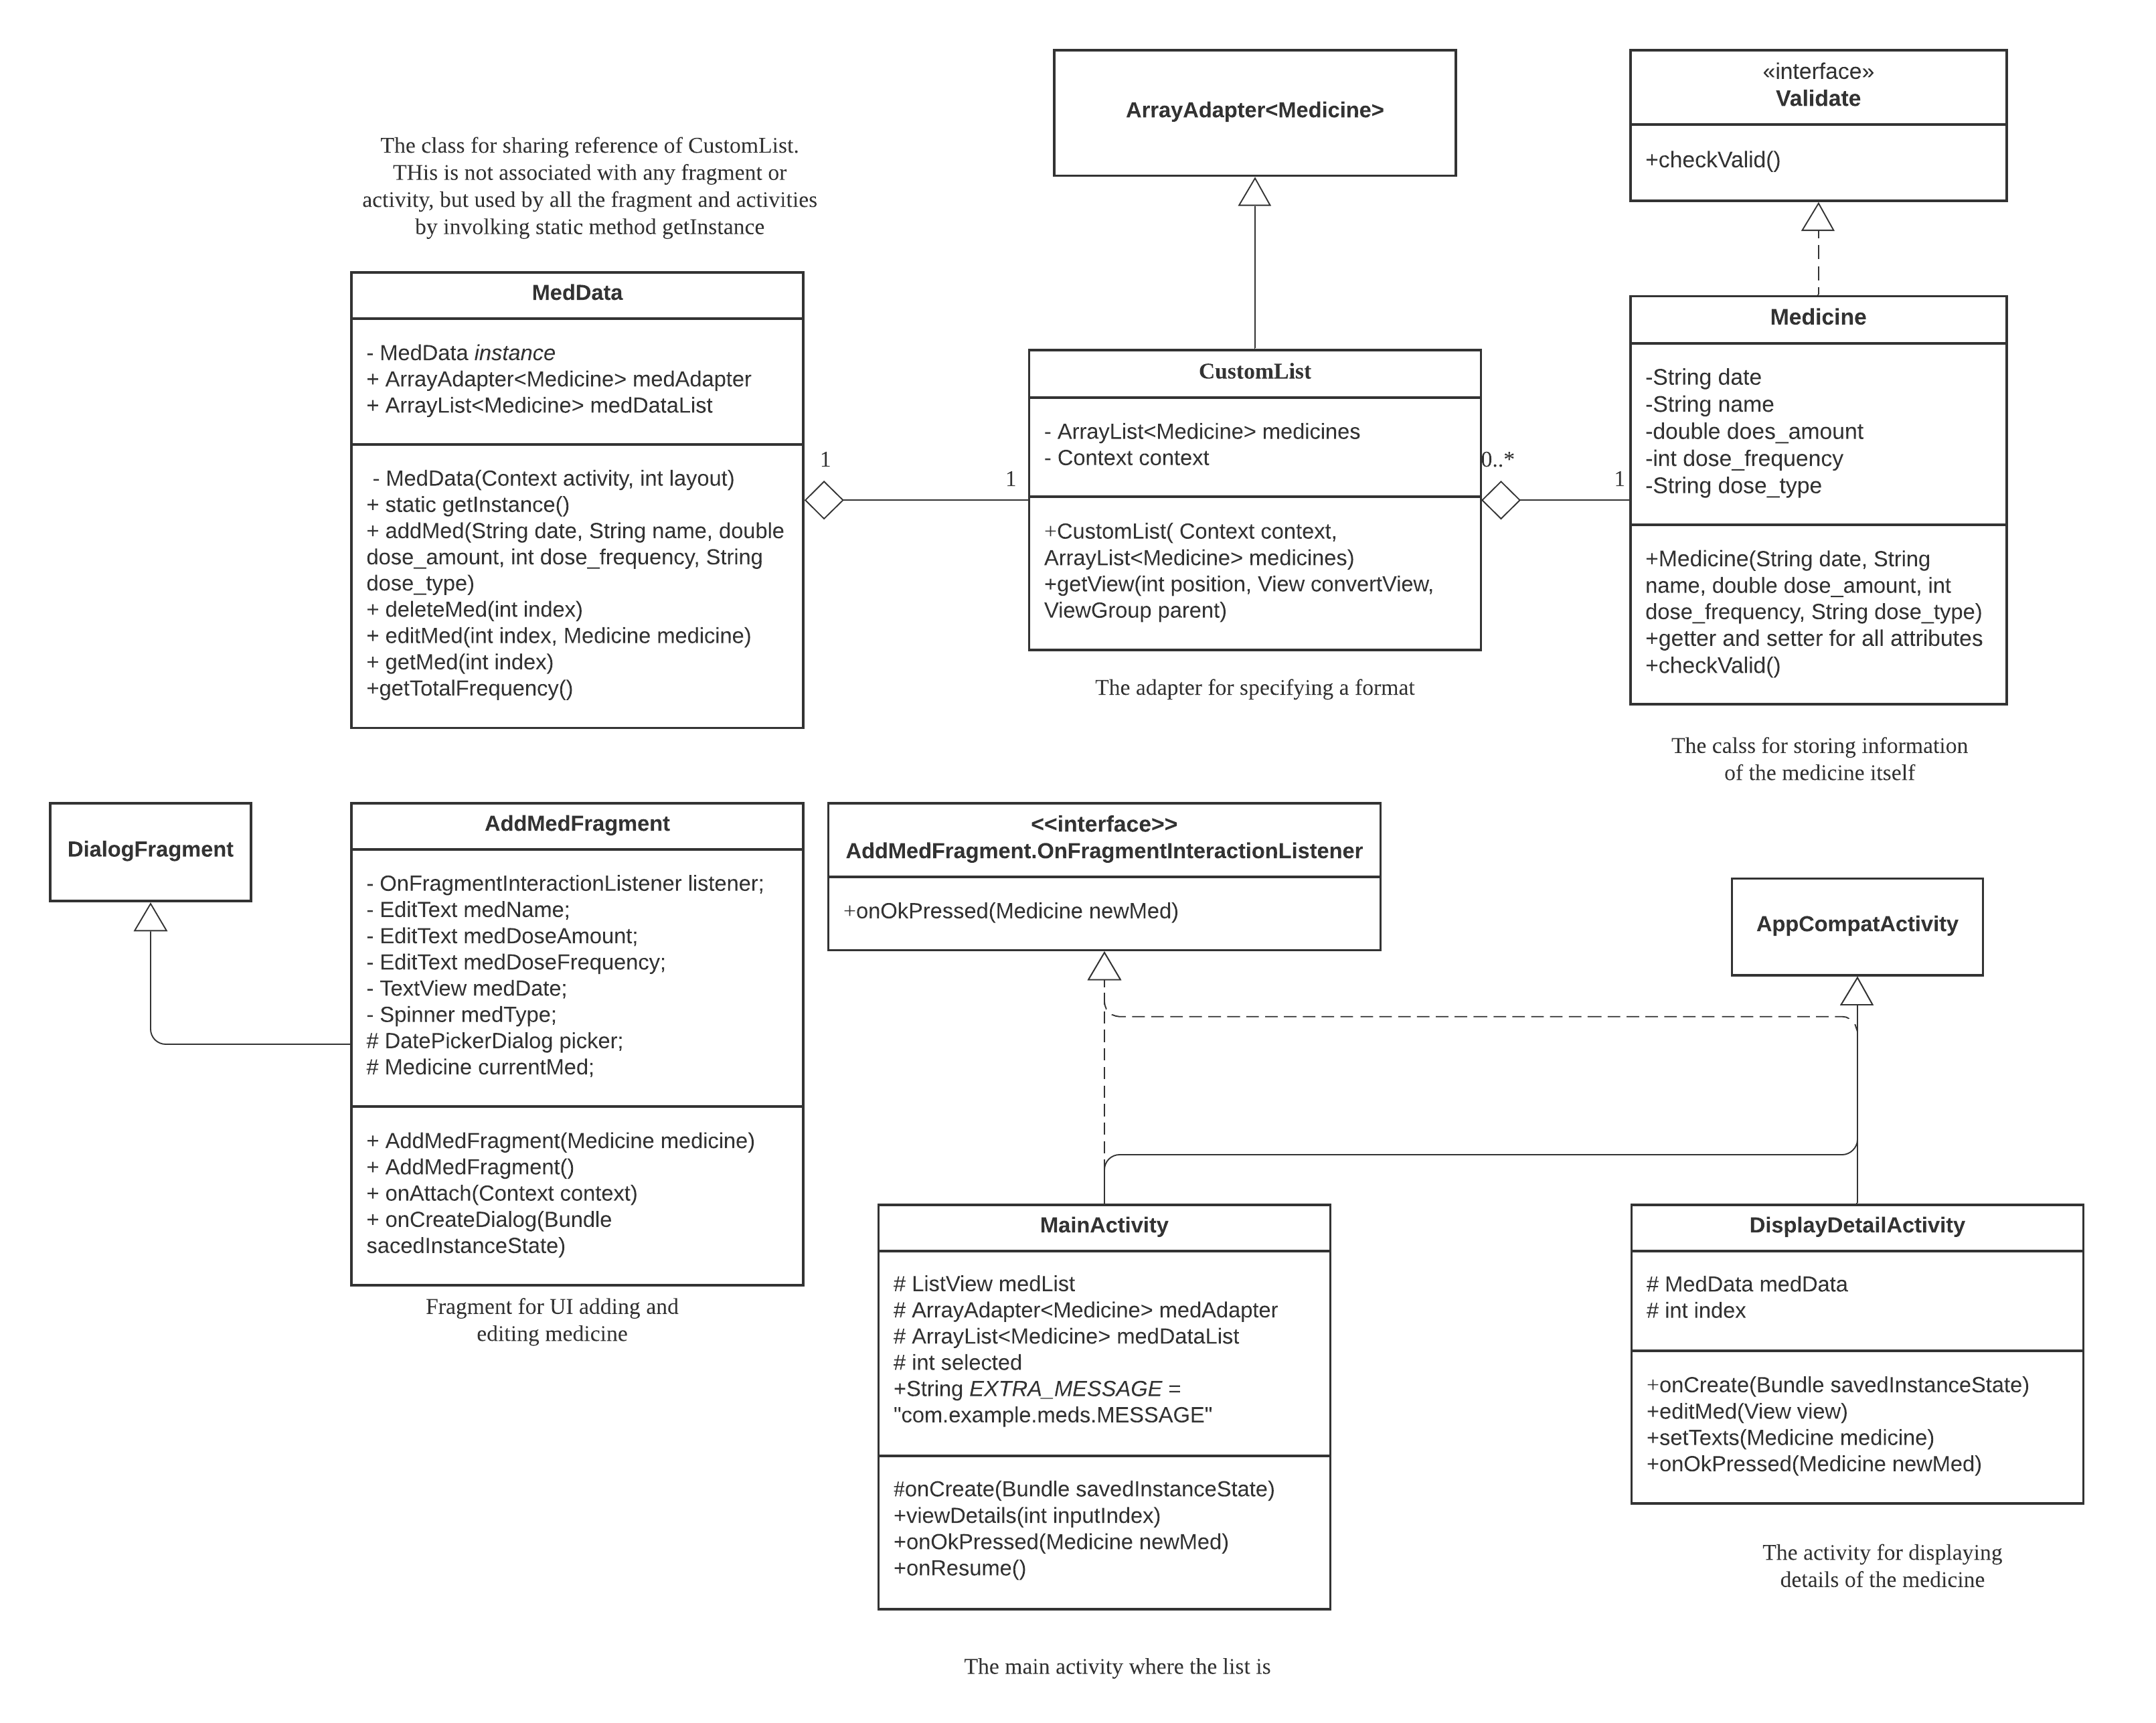 ArrayAdapter<Medicine>
«interface»
Validate
+checkValid()
The class for sharing reference of CustomList.
THis is not associated with any fragment or
activity, but used by all the fragment and activities
by involking static method getInstance
MedData
- MedData instance
+ ArrayAdapter<Medicine> medAdapter
+ ArrayList<Medicine> medDataList
- MedData(Context activity, int layout)
+ static getInstance()
+ addMed(String date, String name, double
dose_amount, int dose_frequency, String
dose_type)
+ deleteMed(int index)
+ editMed(int index, Medicine medicine)
+ getMed(int index)
+getTotalFrequency()
1
1
CustomList
- ArrayList<Medicine> medicines
- Context context
+CustomList( Context context,
ArrayList<Medicine> medicines)
+getView(int position, View convertView,
ViewGroup parent)
The adapter for specifying a format
0..*
1
Medicine
-String date
-String name
-double does_amount
-int dose_frequency
-String dose_type
+Medicine(String date, String
name, double dose_amount, int
dose_frequency, String dose_type)
+getter and setter for all attributes
+checkValid()
The calss for storing information
of the medicine itself
DialogFragment
AddMedFragment
- OnFragmentInteractionListener listener;
- EditText medName;
- EditText medDoseAmount;
- EditText medDoseFrequency;
- TextView medDate;
- Spinner medType;
# DatePickerDialog picker;
# Medicine currentMed;
+ AddMedFragment(Medicine medicine)
+ AddMedFragment()
+ onAttach(Context context)
+ onCreateDialog(Bundle
sacedInstanceState)
Fragment for UI adding and
editing medicine
<<interface>>
AddMedFragment.OnFragmentInteractionListener
+onOkPressed(Medicine newMed)
AppCompatActivity
MainActivity
# ListView medList
# ArrayAdapter<Medicine> medAdapter
# ArrayList<Medicine> medDataList
# int selected
+String EXTRA_MESSAGE =
"com.example.meds.MESSAGE"
#onCreate(Bundle savedInstanceState)
+viewDetails(int inputIndex)
+onOkPressed(Medicine newMed)
+onResume()
The main activity where the list is
DisplayDetailActivity
# MedData medData
# int index
+onCreate(Bundle savedInstanceState)
+editMed(View view)
+setTexts(Medicine medicine)
+onOkPressed(Medicine newMed)
The activity for displaying
details of the medicine